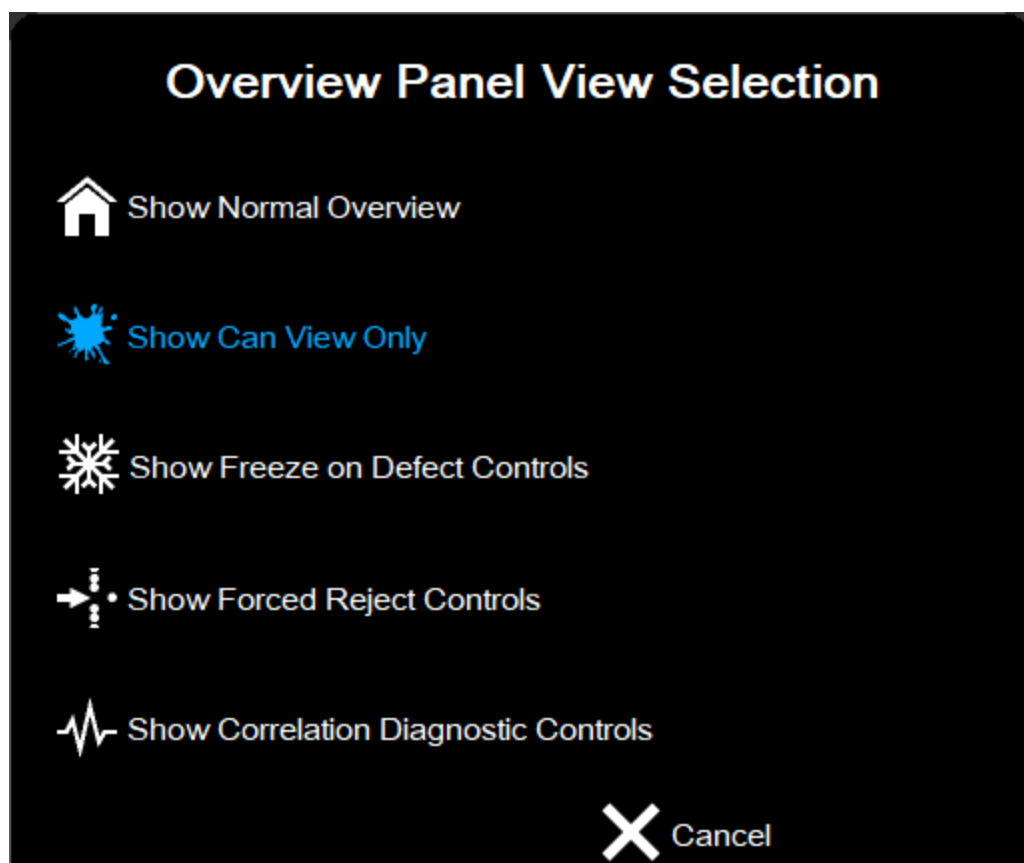 Overview Panel View Selection
Show Normal Overview
Show Can View Only
Show Freeze on Defect Controls
Show Forced Reject Controls
Show Correlation Diagnostic Controls
Cancel